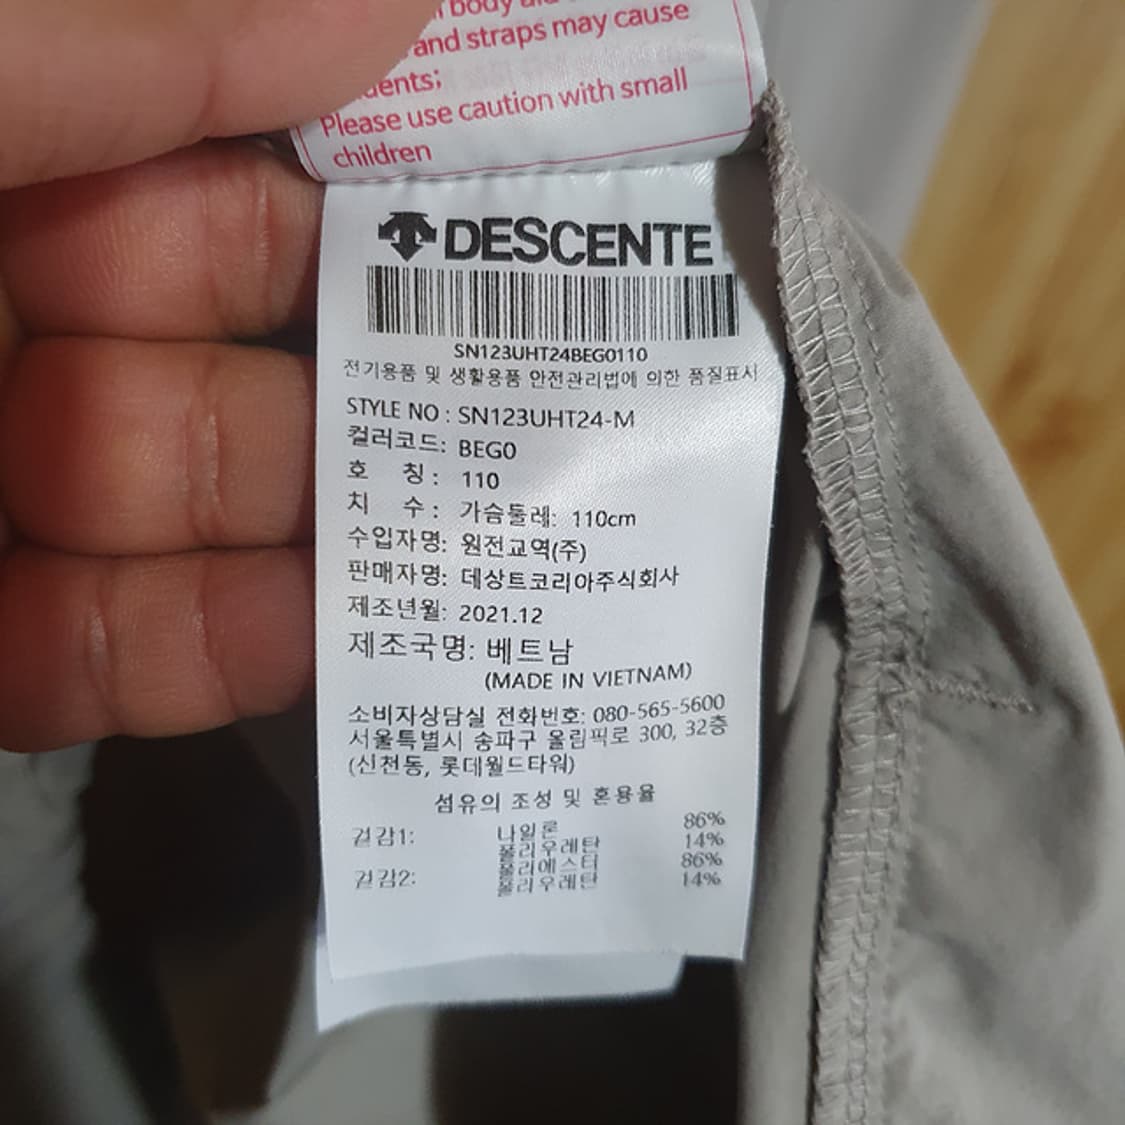 body
and straps may cause
ents;
Please use caution with small
children
DESCENTE
SN123UHT24BEG0110
전기용품 및 생활용품 안전관리법에 의한 품질표시
STYLE NO : SN123UHT24-M
컬러코드: BEG0
호 칭 : 110
치 수 : 가슴둘레: 110cm
수입자명: 원전교역(주)
판매자명: 데상트코리아주식회사
제조년월: 2021.12
제조국명: 베트남
(MADE IN VIETNAM)
소비자상담실 전화번호: 080-565-5600
서울특별시 송파구 올림픽로 300, 32층
(신천동, 롯데월드타워)
섬유의 조성 및 혼용율
겉감1: 나일론 86%
폴리우레탄 14%
겉감2: 폴리에스터 86%
폴리우레탄 14%